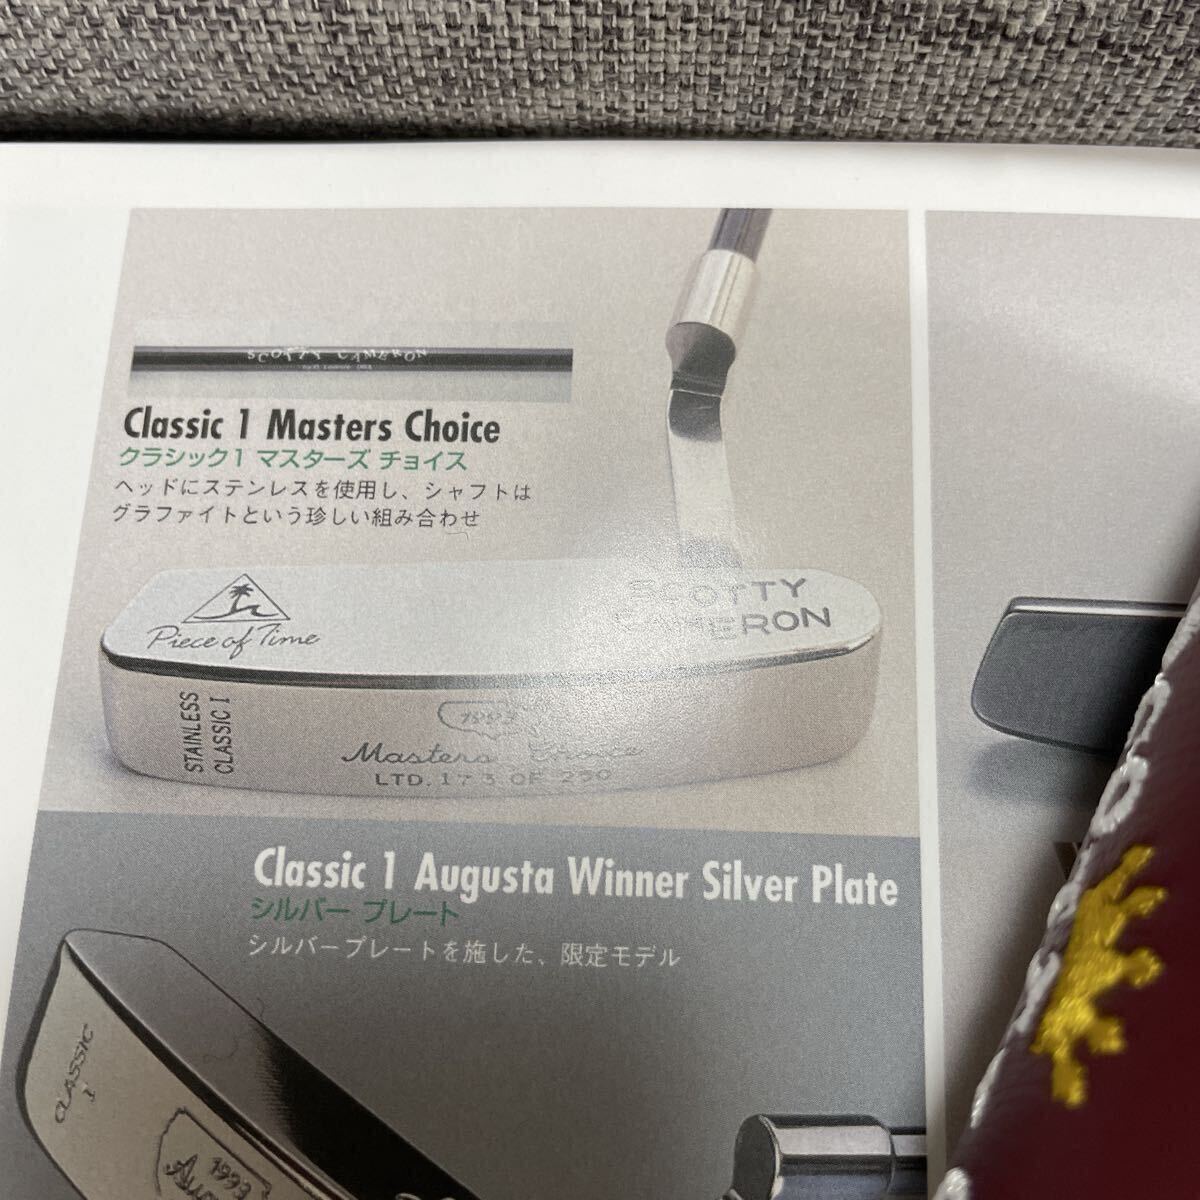 SCOTTY CAMERON
Classic 1 Masters Choice
クラシック1 マスターズ チョイス
ヘッドにステンレスを使用し、シャフトは
グラファイトという珍しい組み合わせ
Piece of Time
SCOTTY
CAMERON
STAINLESS
CLASSIC I
1993
Masters Choice
LTD. 173 OF 250
Classic 1 Augusta Winner Silver Plate
シルバー プレート
シルバープレートを施した、限定モデル
CLASSIC
I
1993